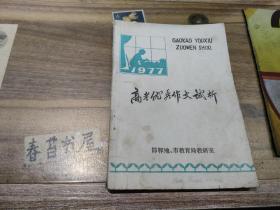 GAOKAO YOUXIU
ZUOWEN SHIXI
1977
高考优秀作文试析
邯郸地、市教育局教研室
春苔书屋